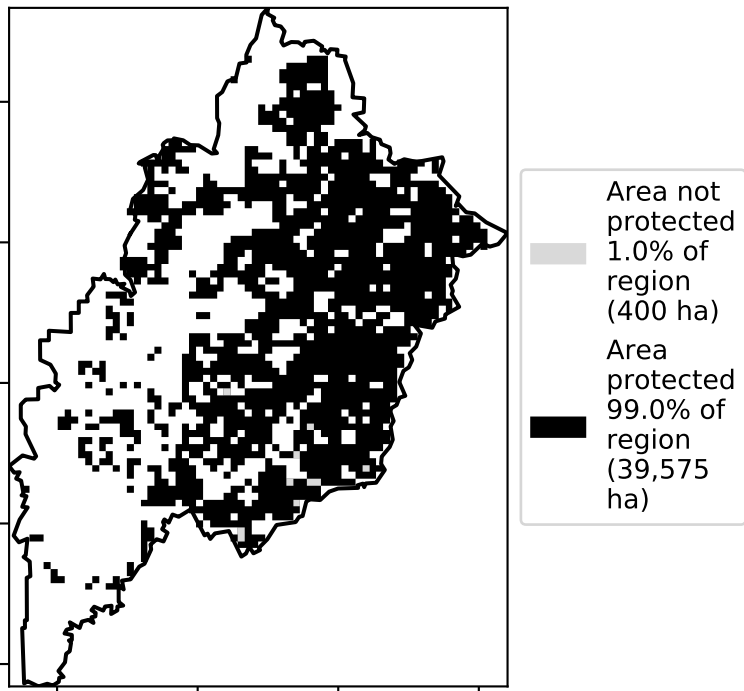 Area not
protected
1.0% of
region
(400 ha)
Area
protected
99.0% of
region
(39,575
ha)